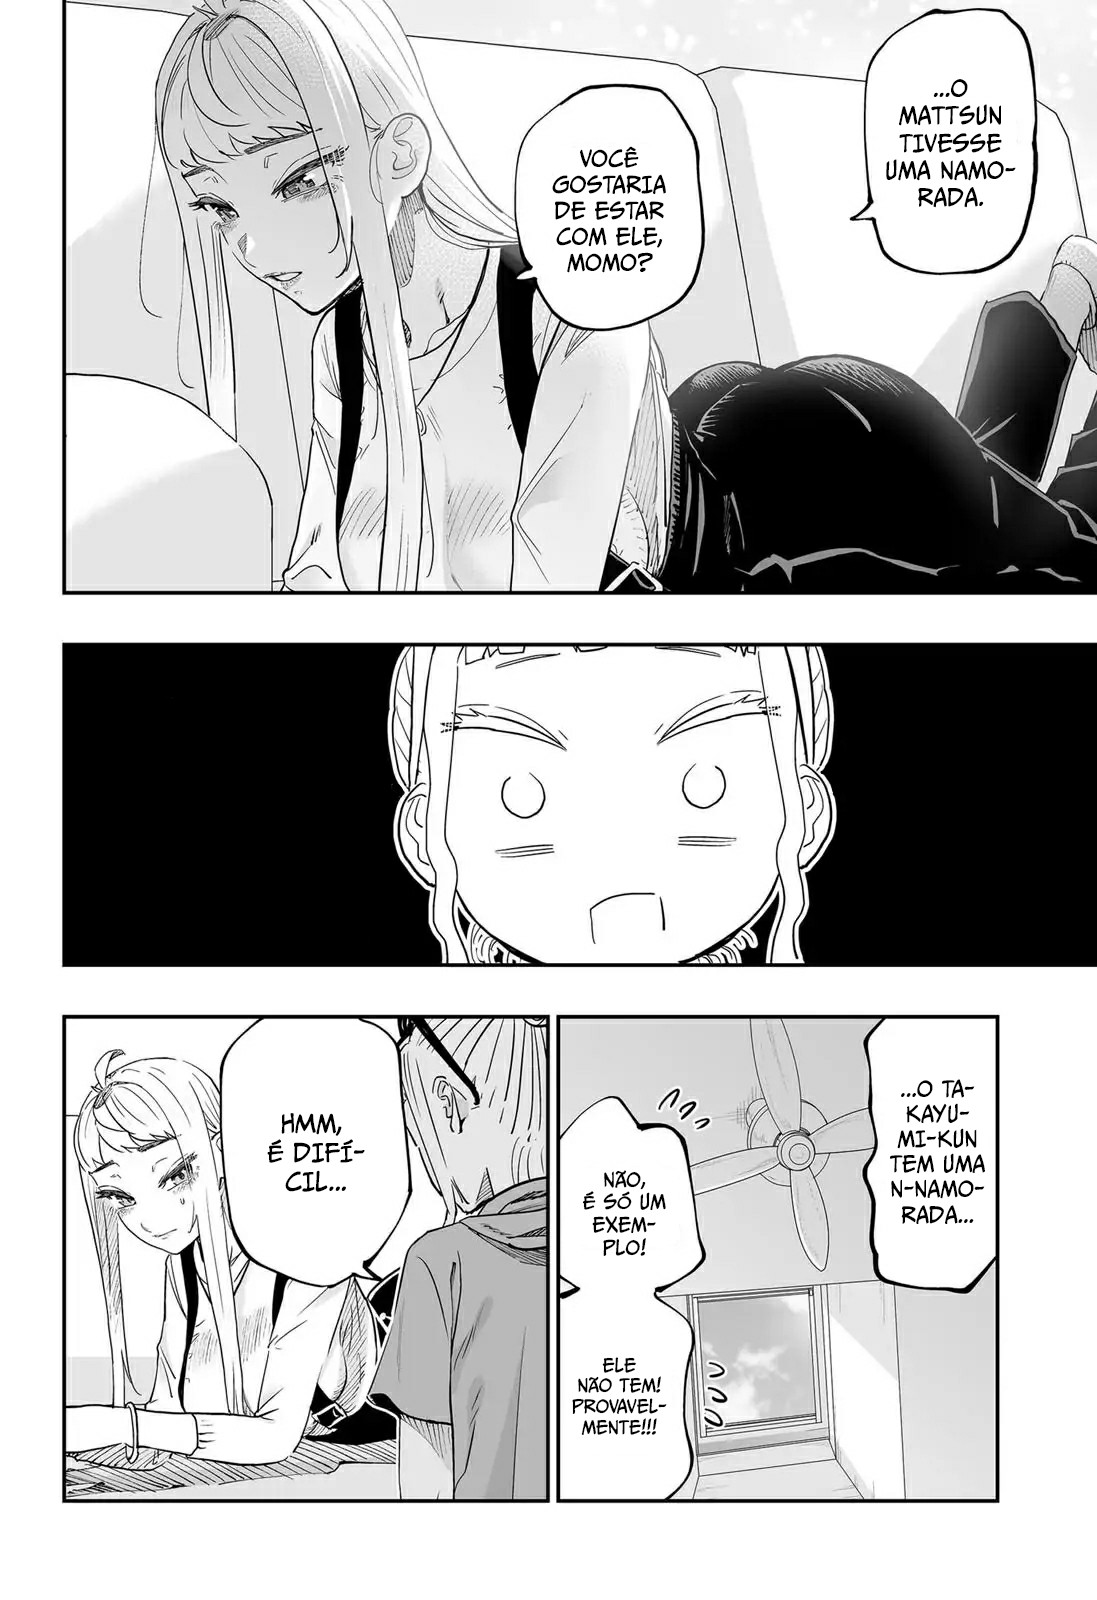 ...O
MATTSUN
TIVESSE
UMA NAMO-
RADA.
VOCÊ
GOSTARIA
DE ESTAR
COM ELE,
MOMO?
...O TA-
KAYU-
MI-KUN
TEM UMA
N-NAMO-
RADA...
NÃO,
É SÓ UM
EXEM-
PLO!
ELE
NÃO TEM!
PROVAVEL-
MENTE!!!
HMM,
É DIFÍ-
CIL...